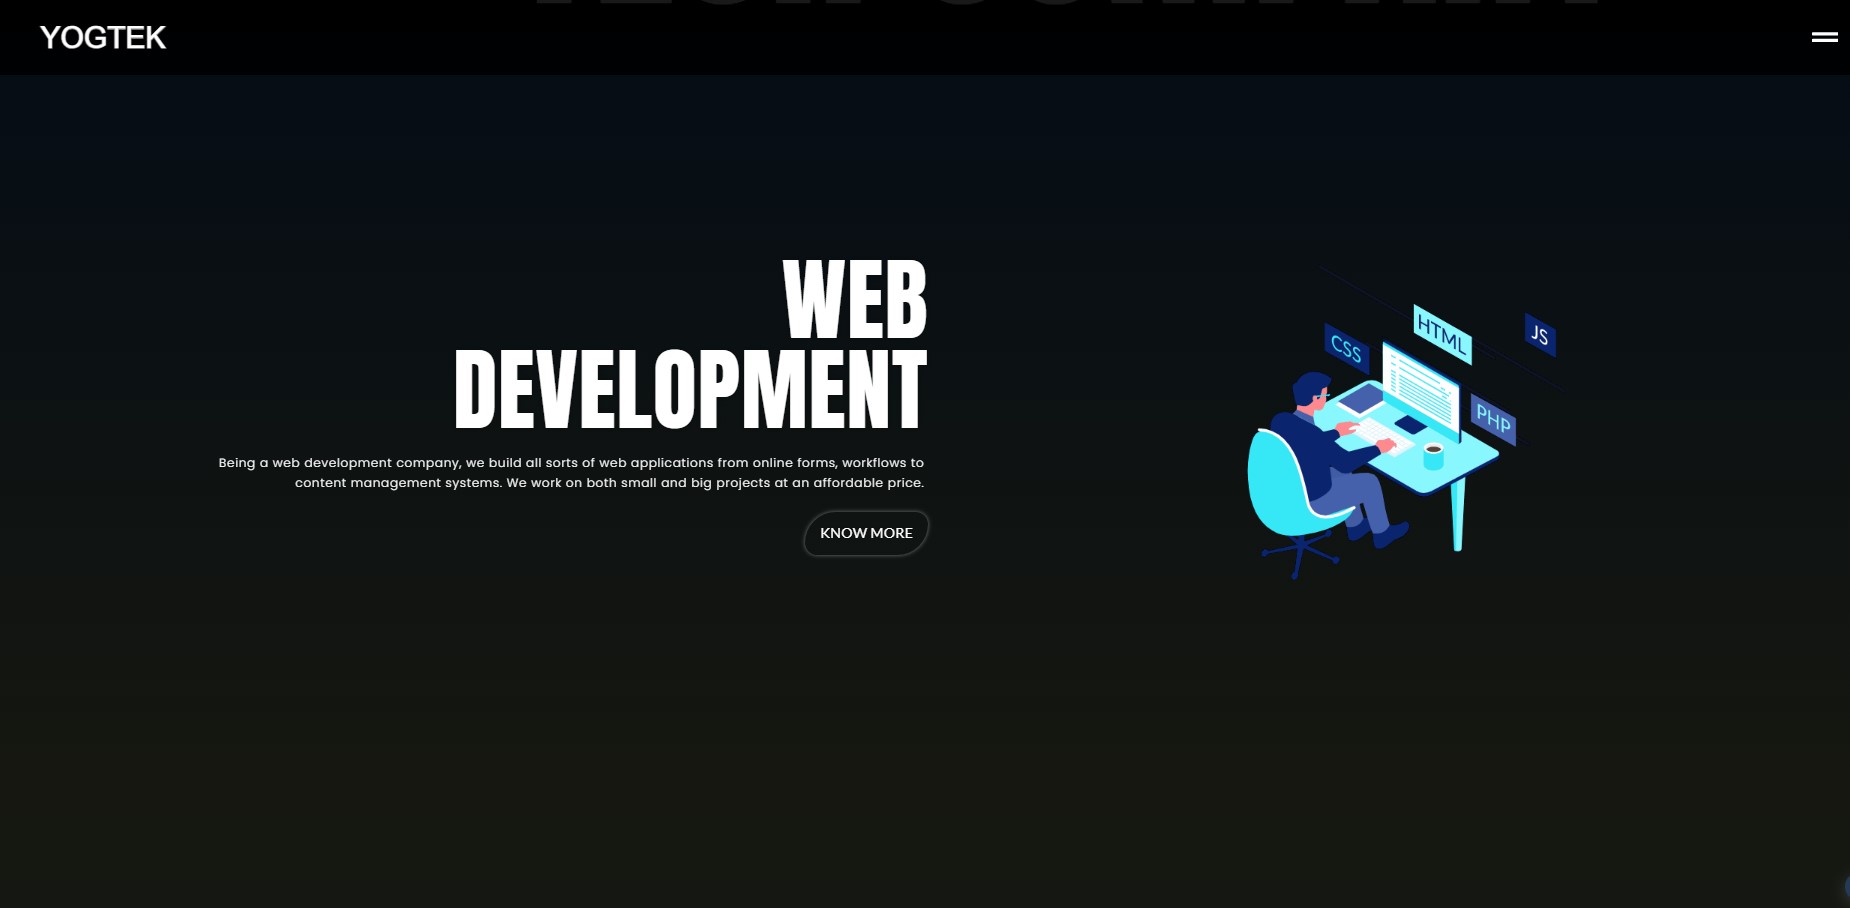 YOGTEK
WEB
DEVELOPMENT
Being a web development company, we build all sorts of web applications from online forms, workflows to
content management systems. We work on both small and big projects at an affordable price.
KNOW MORE
CSS
HTML
JS
PHP